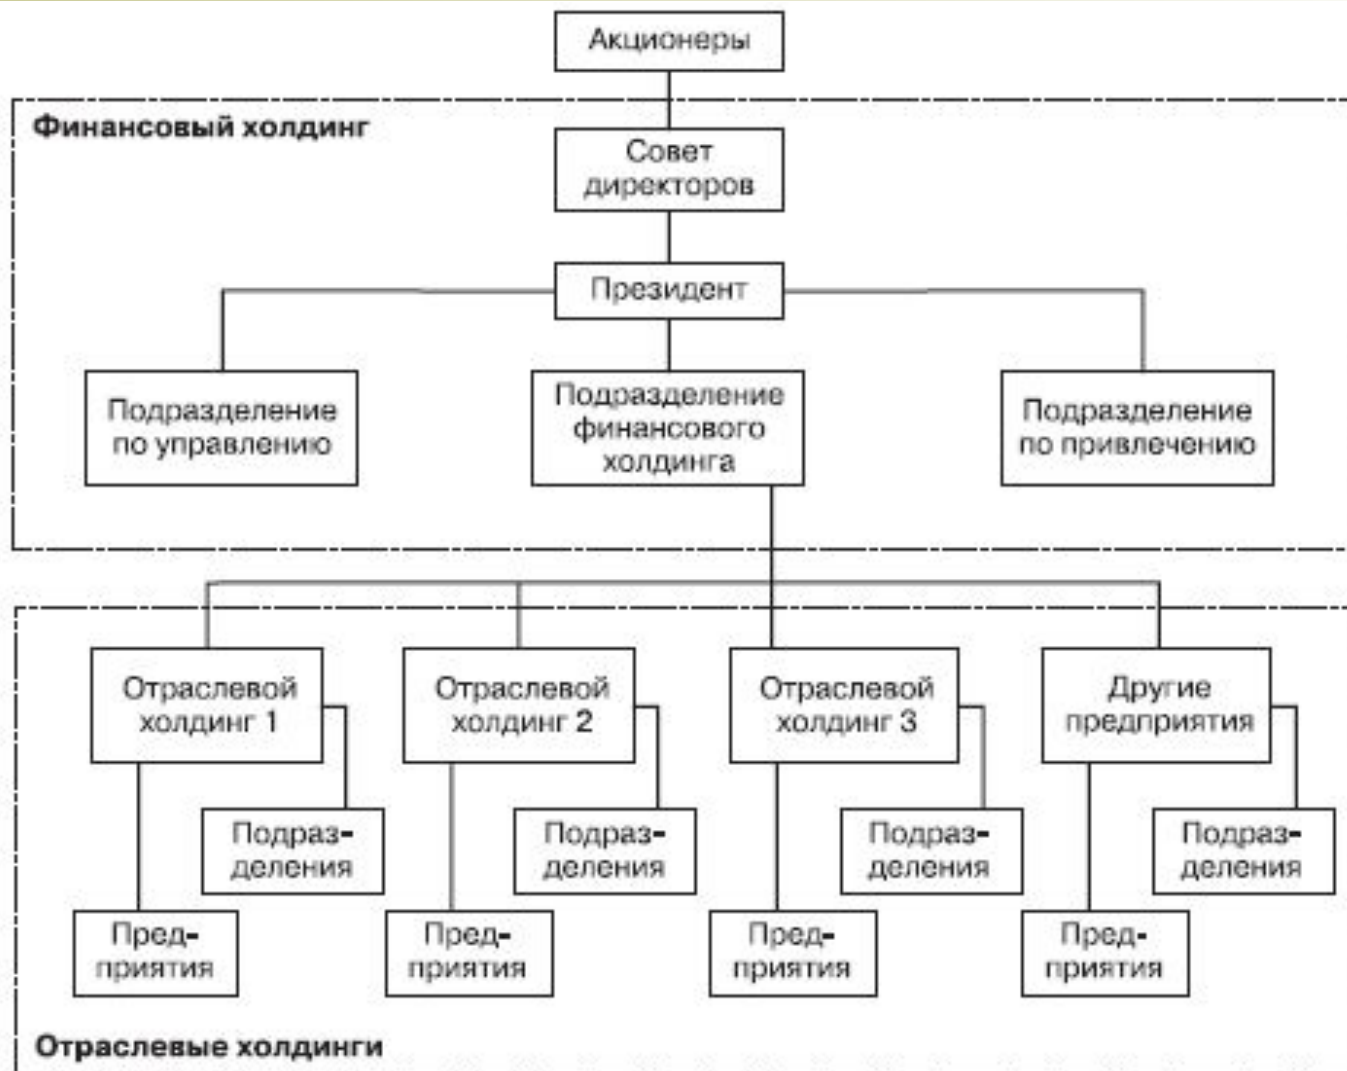 Акционеры
Финансовый холдинг
Совет
директоров
Президент
Подразделение
по управлению
Подразделение
финансового
холдинга
Подразделение
по привлечению
Отраслевой
холдинг 1
Отраслевой
холдинг 2
Отраслевой
холдинг 3
Другие
предприятия
Подраз-
деления
Подраз-
деления
Подраз-
деления
Подраз-
деления
Пред-
приятия
Пред-
приятия
Пред-
приятия
Пред-
приятия
Отраслевые холдинги